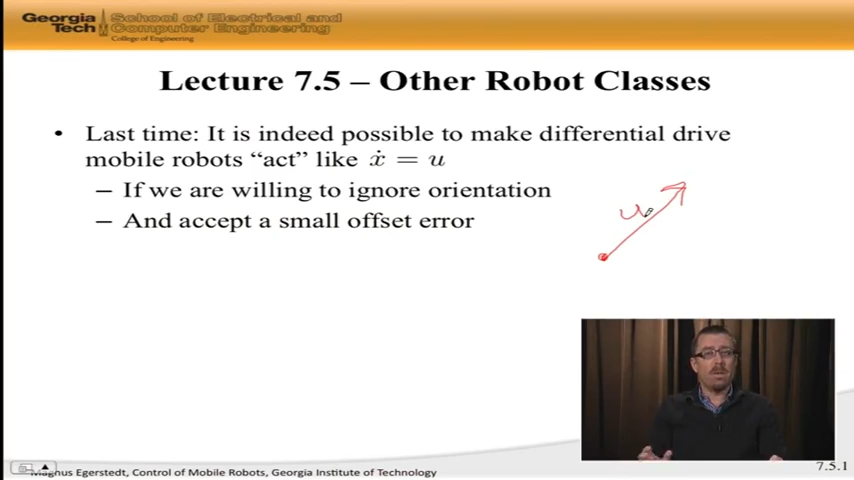 Georgia Tech
School of Electrical and
Computer Engineering
College of Engineering
Lecture 7.5 – Other Robot Classes
• Last time: It is indeed possible to make differential drive
mobile robots “act” like ẋ = u
– If we are willing to ignore orientation
– And accept a small offset error
u
Magnus Egerstedt, Control of Mobile Robots, Georgia Institute of Technology
7.5.1